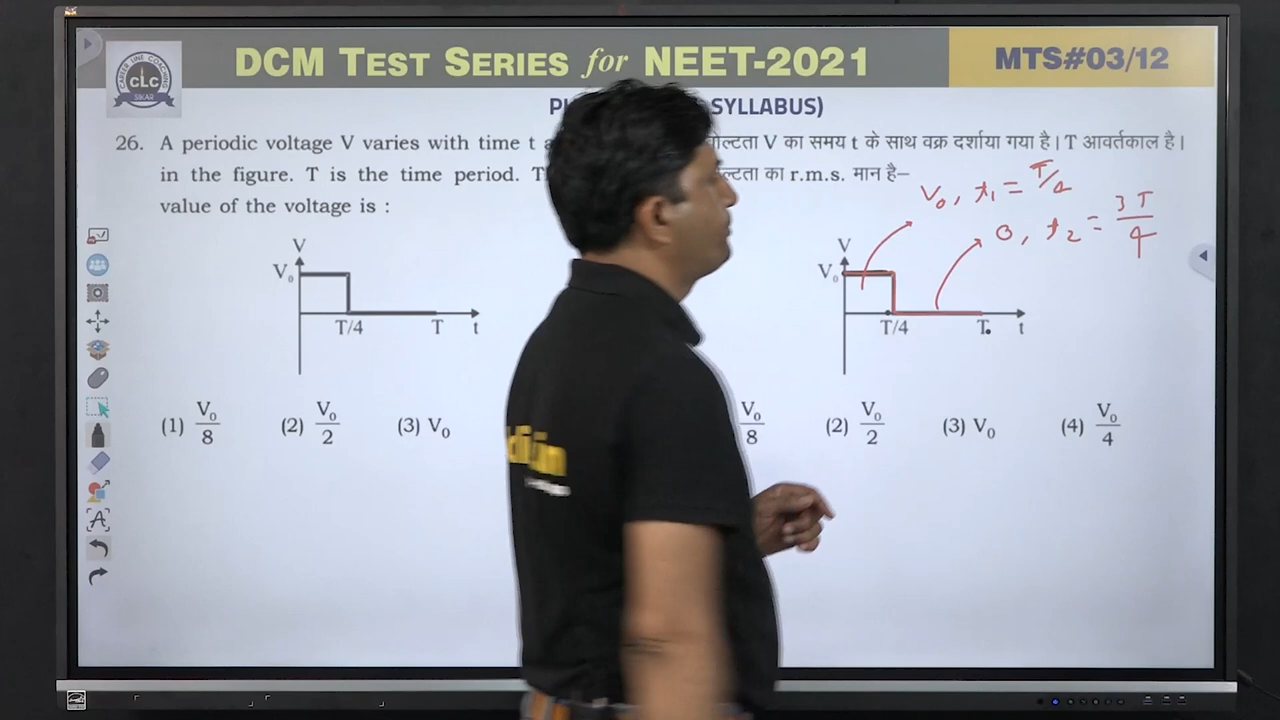 DCM TEST SERIES for NEET-2021
MTS#03/12
CAREER LINE COACHING
CLC
SIKAR
SYLLABUS)
26. A periodic voltage V varies with time t
in the figure. T is the time period.
value of the voltage is :
V का समय t के साथ वक्र दर्शाया गया है। T आवर्तकाल है।
का r.m.s. मान है–
V₀, t₁ = T/4
0, t₂ = 3T/4
V
V₀
T/4 T t
V
V₀
T/4 T t
(1) V₀/8 (2) V₀/2 (3) V₀
V₀/8 (2) V₀/2 (3) V₀ (4) V₀/4